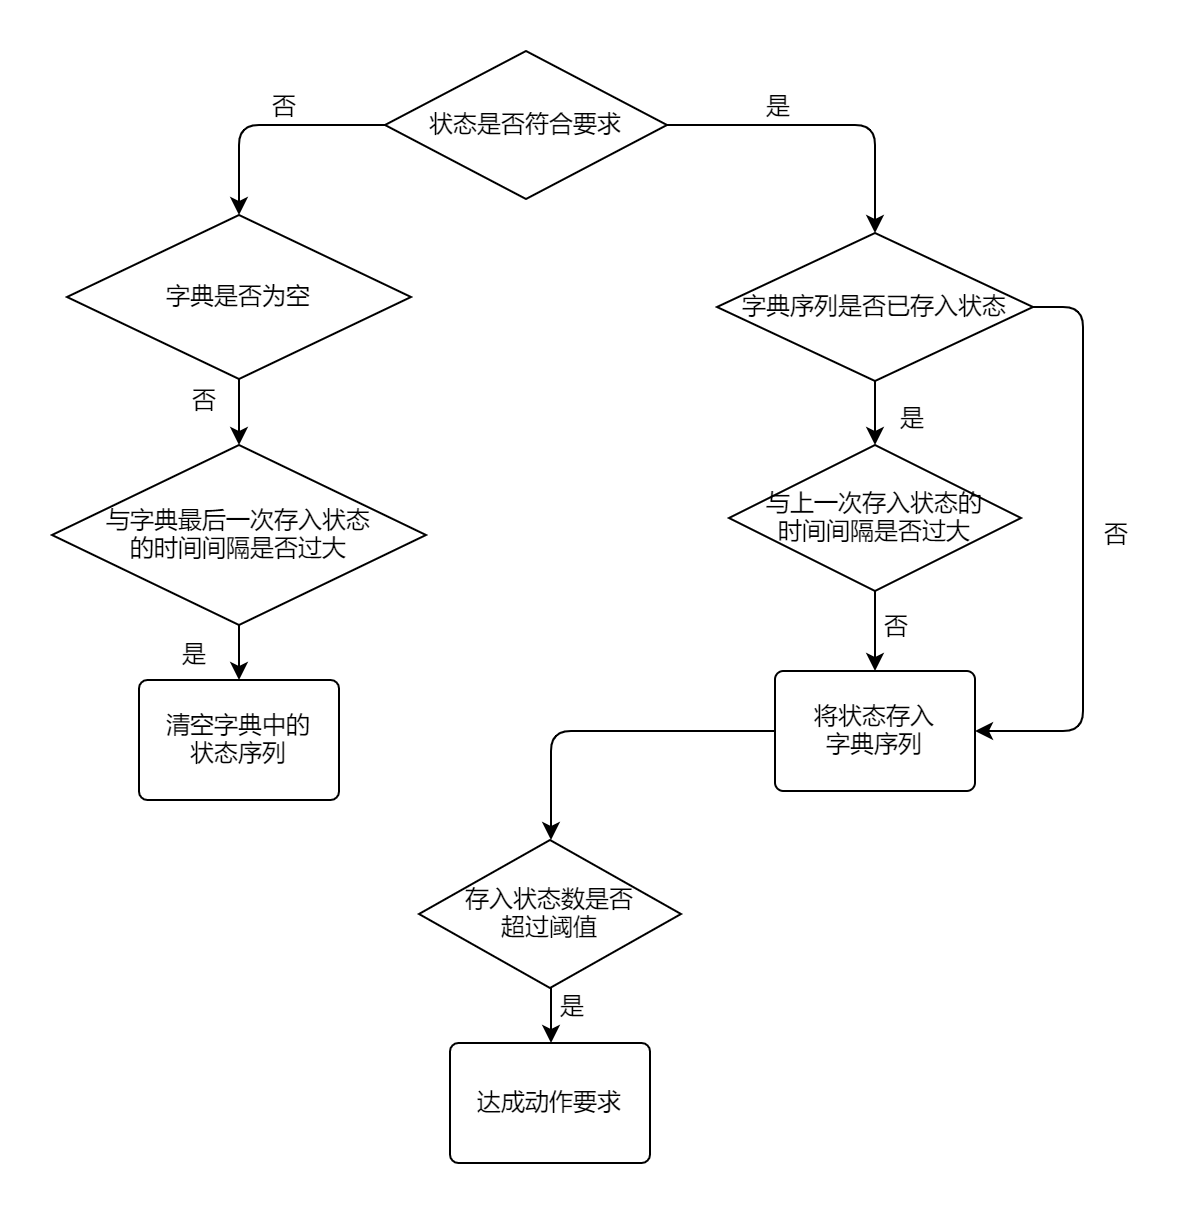 状态是否符合要求
否
是
字典是否为空
字典序列是否已存入状态
否
是
与字典最后一次存入状态
的时间间隔是否过大
与上一次存入状态的
时间间隔是否过大
否
是
否
清空字典中的
状态序列
将状态存入
字典序列
存入状态数是否
超过阈值
是
达成动作要求